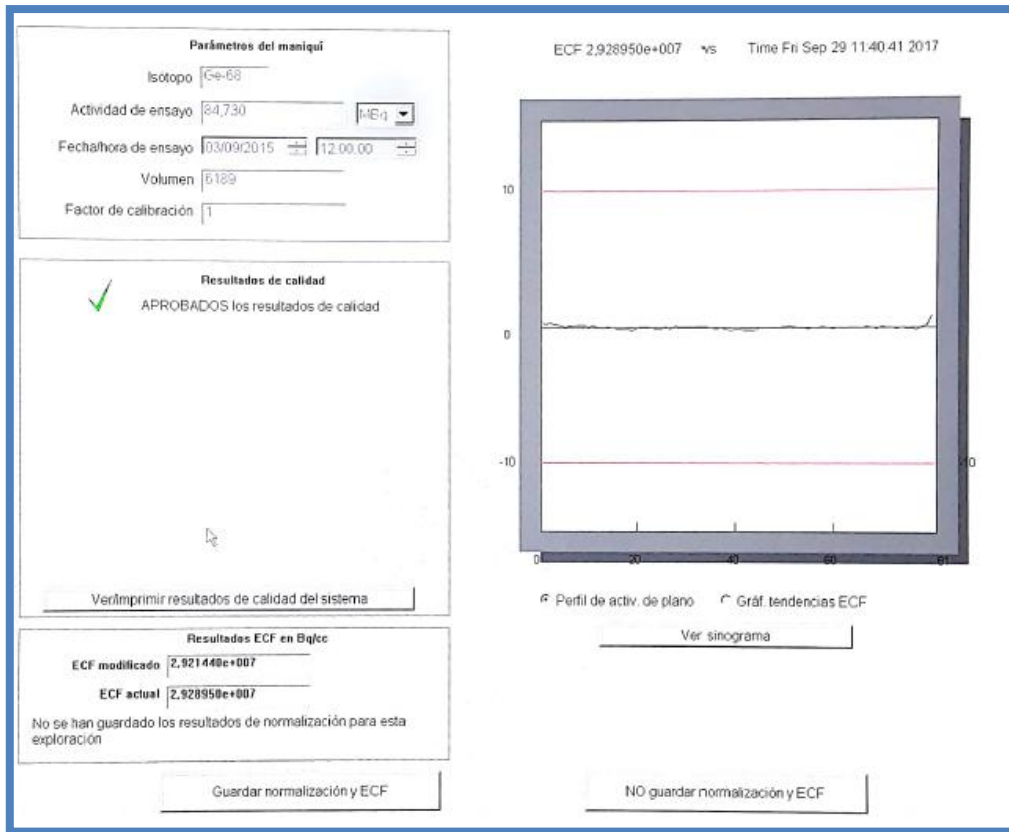 Parámetros del maniquí
Isótopo Ge-68
Actividad de ensayo 84,730 MBq
Fecha/hora de ensayo 03/09/2015 12:00:00
Volumen 6189
Factor de calibración 1
Resultados de calidad
APROBADOS los resultados de calidad
Ver/Imprimir resultados de calidad del sistema
Resultados ECF en Bq/cc
ECF modificado 2,921440e+007
ECF actual 2,928950e+007
No se han guardado los resultados de normalización para esta
exploración
Guardar normalización y ECF
ECF 2,928950e+007 vs Time Fri Sep 29 11:40:41 2017
10
0
-10 -10
0 20 40 60 81
Perfil de activ. de plano Gráf. tendencias ECF
Ver sinograma
NO guardar normalización y ECF